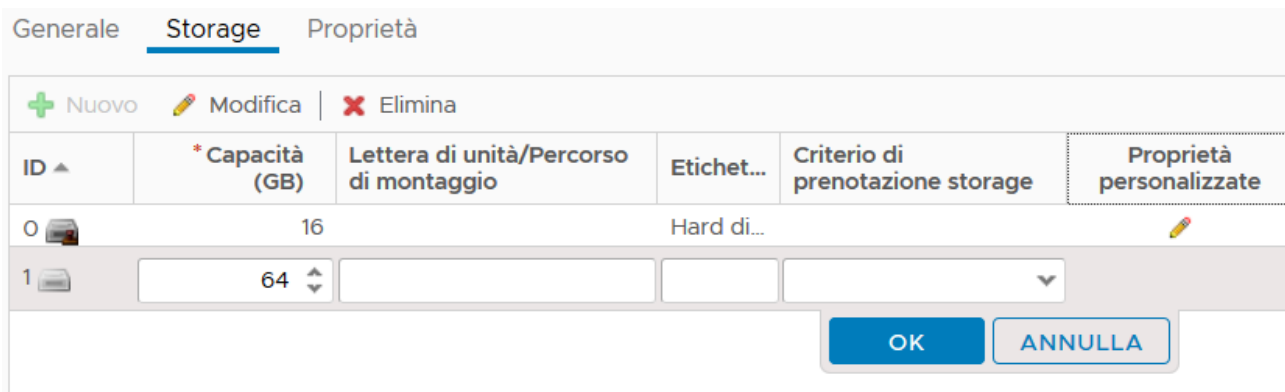 Generale Storage Proprietà
Nuovo Modifica Elimina
ID *Capacità (GB) Lettera di unità/Percorso di montaggio Etichet... Criterio di prenotazione storage Proprietà personalizzate
0 16 Hard di...
1 64
OK ANNULLA